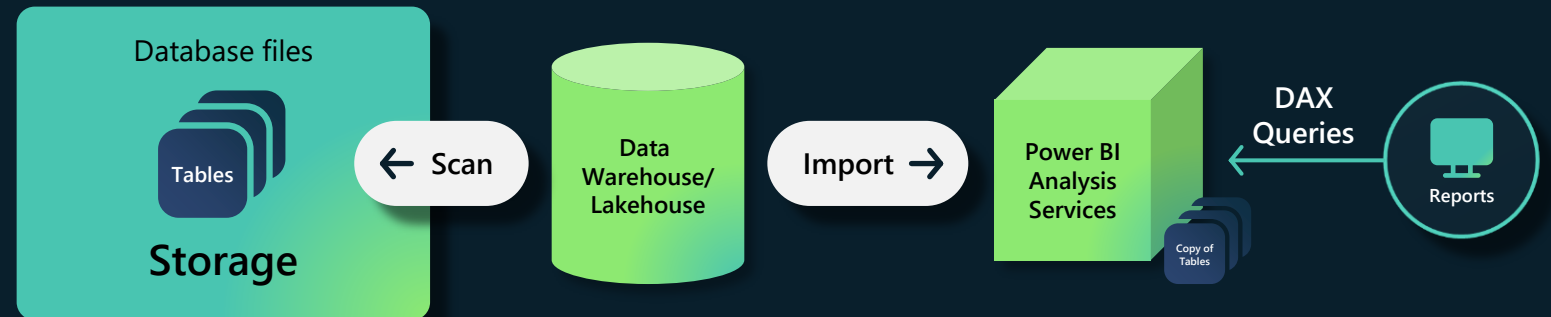 Database files
Tables
Storage
← Scan
Data
Warehouse/
Lakehouse
Import →
Power BI
Analysis
Services
Copy of
Tables
DAX
Queries
Reports